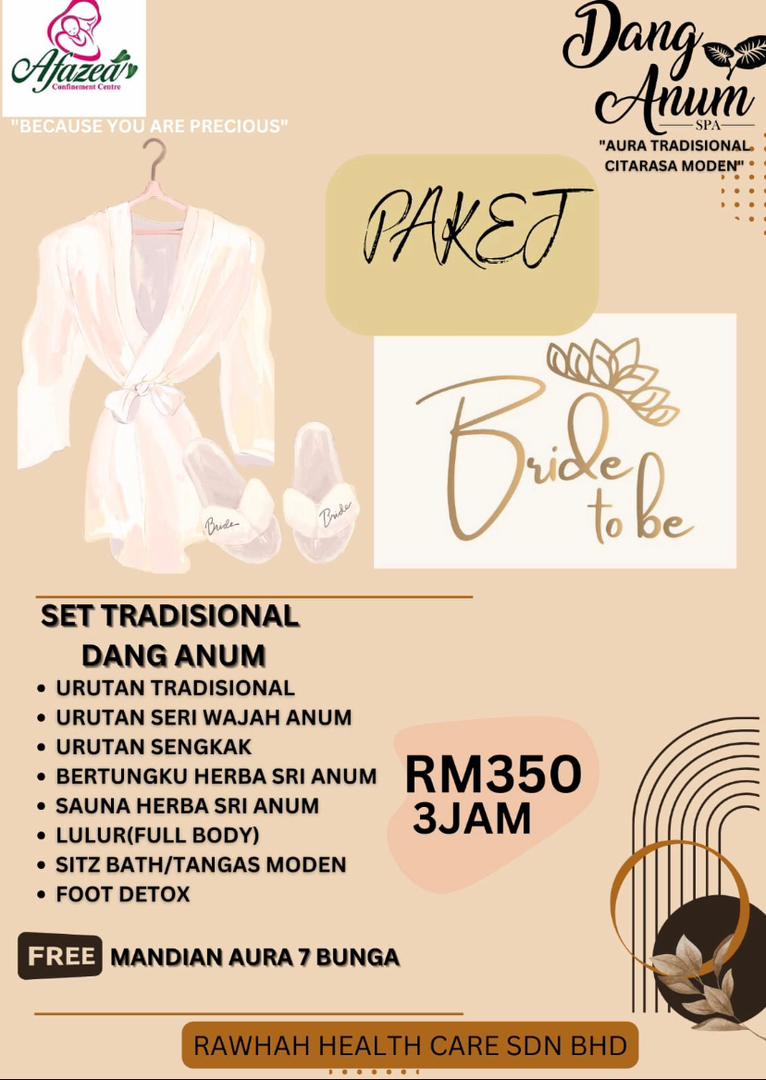 Afazea
Confinement Centre
"BECAUSE YOU ARE PRECIOUS"
Dang
Anum
SPA
"AURA TRADISIONAL
CITARASA MODEN"
PAKET
Bride
to be
Bride
Bride
SET TRADISIONAL
DANG ANUM
• URUTAN TRADISIONAL
• URUTAN SERI WAJAH ANUM
• URUTAN SENGKAK
• BERTUNGKU HERBA SRI ANUM
• SAUNA HERBA SRI ANUM
• LULUR(FULL BODY)
• SITZ BATH/TANGAS MODEN
• FOOT DETOX
RM350
3JAM
FREE MANDIAN AURA 7 BUNGA
RAWHAH HEALTH CARE SDN BHD